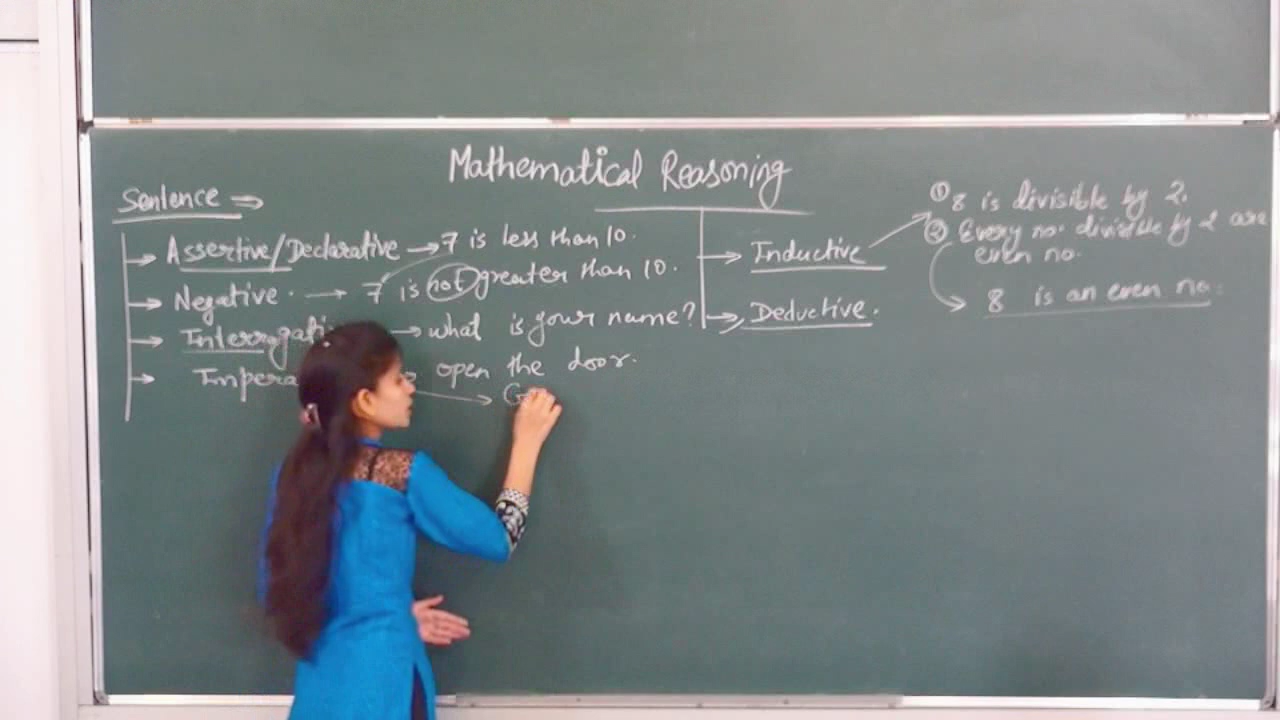 Mathematical Reasoning
Sentence ⇒
→ Assertive/Declarative → 7 is less than 10.
→ Negative. → 7 is not greater than 10.
→ → what is your name?
→ open the door.
→ Inductive
→ Deductive.
① 8 is divisible by 2.
② Every no. divisible by 2 are
even no.
→ 8 is an even no.